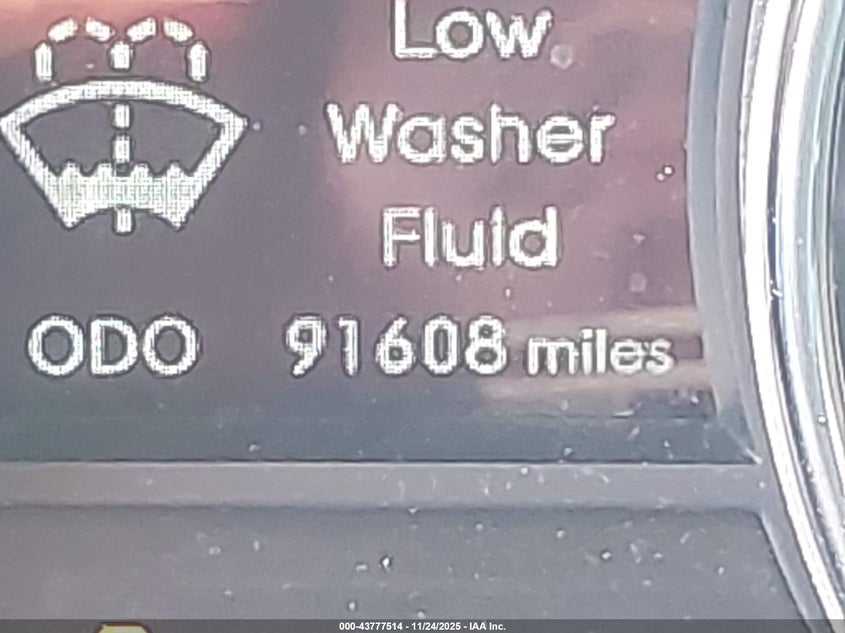 Low
Washer
Fluid
ODO 91608 miles
000-43777514 - 11/24/2025 - IAA Inc.